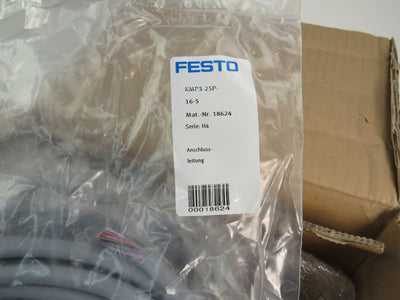 FESTO
KMP3-25P-
16-5
Mat.-Nr. 18624
Serie: H4
Anschluss-
leitung
00018624